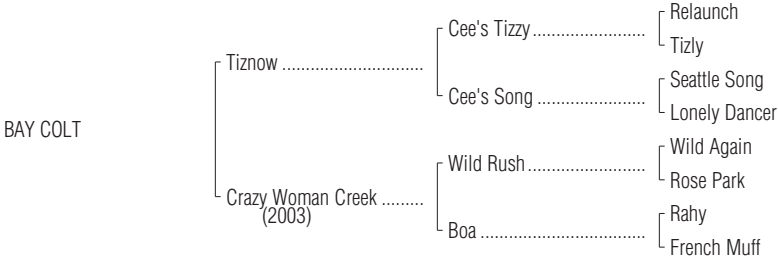 Relaunch
Cee's Tizzy........................
Tizly
Tiznow ..............................
Seattle Song
Cee's Song .......................
Lonely Dancer
BAY COLT
Wild Again
Wild Rush.........................
Rose Park
Crazy Woman Creek .........
(2003)
Rahy
Boa ...................................
French Muff